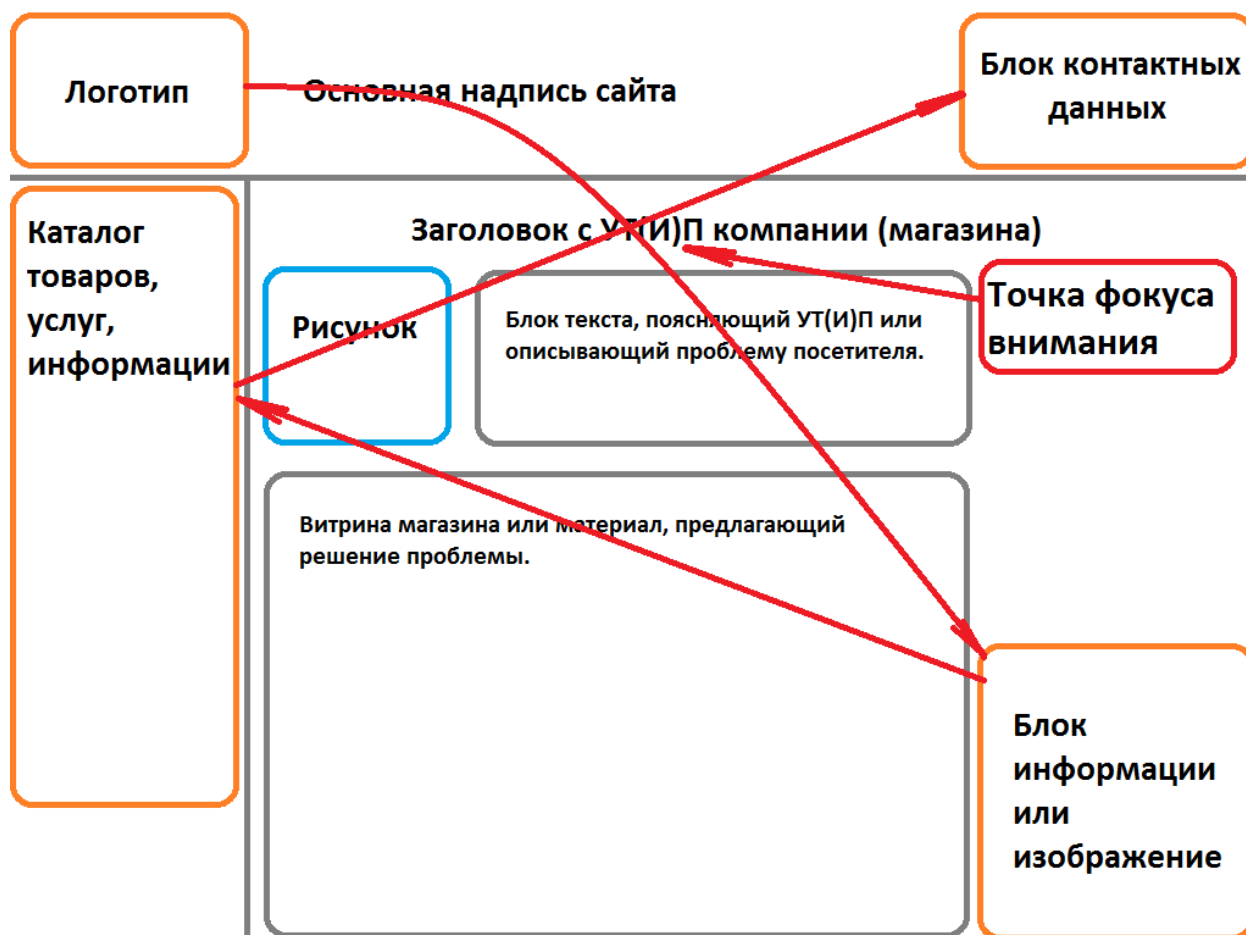 Логотип
Основная надпись сайта
Блок контактных
данных
Каталог
товаров,
услуг,
информации
Заголовок с УТ(И)П компании (магазина)
Рисунок
Блок текста, поясняющий УТ(И)П или
описывающий проблему посетителя.
Точка фокуса
внимания
Витрина магазина или материал, предлагающий
решение проблемы.
Блок
информации
или
изображение